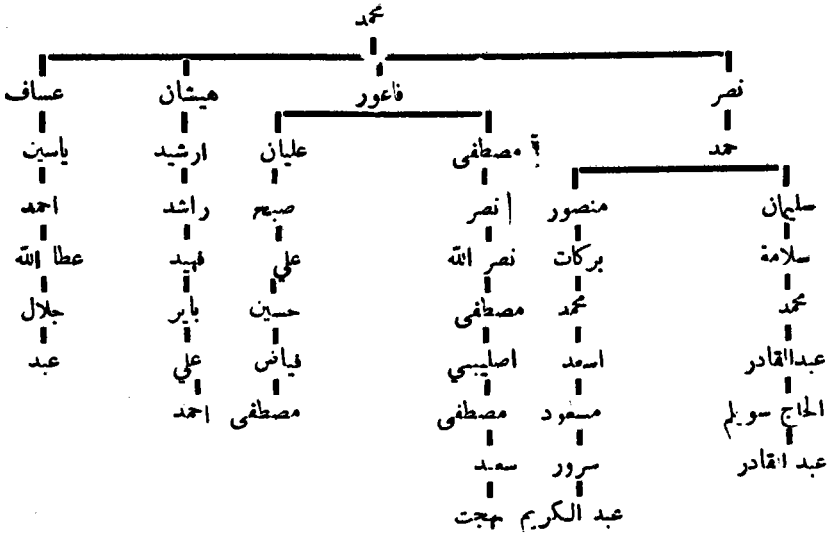 محمد
نصر فاعور هيشان عساف
حمد مصطفى عليان ارشيد ياسين
سليمان منصور نصر صبح راشد احمد
سلامة بركات نصر الله علي فهيد عطا الله
محمد محمد مصطفى حسين باير جلال
عبدالقادر اسعد اصليبي فياض علي عبد
الحاج سويلم مسعود مصطفى مصطفى احمد
عبد القادر سرور سعد
عبد الكريم بهجت